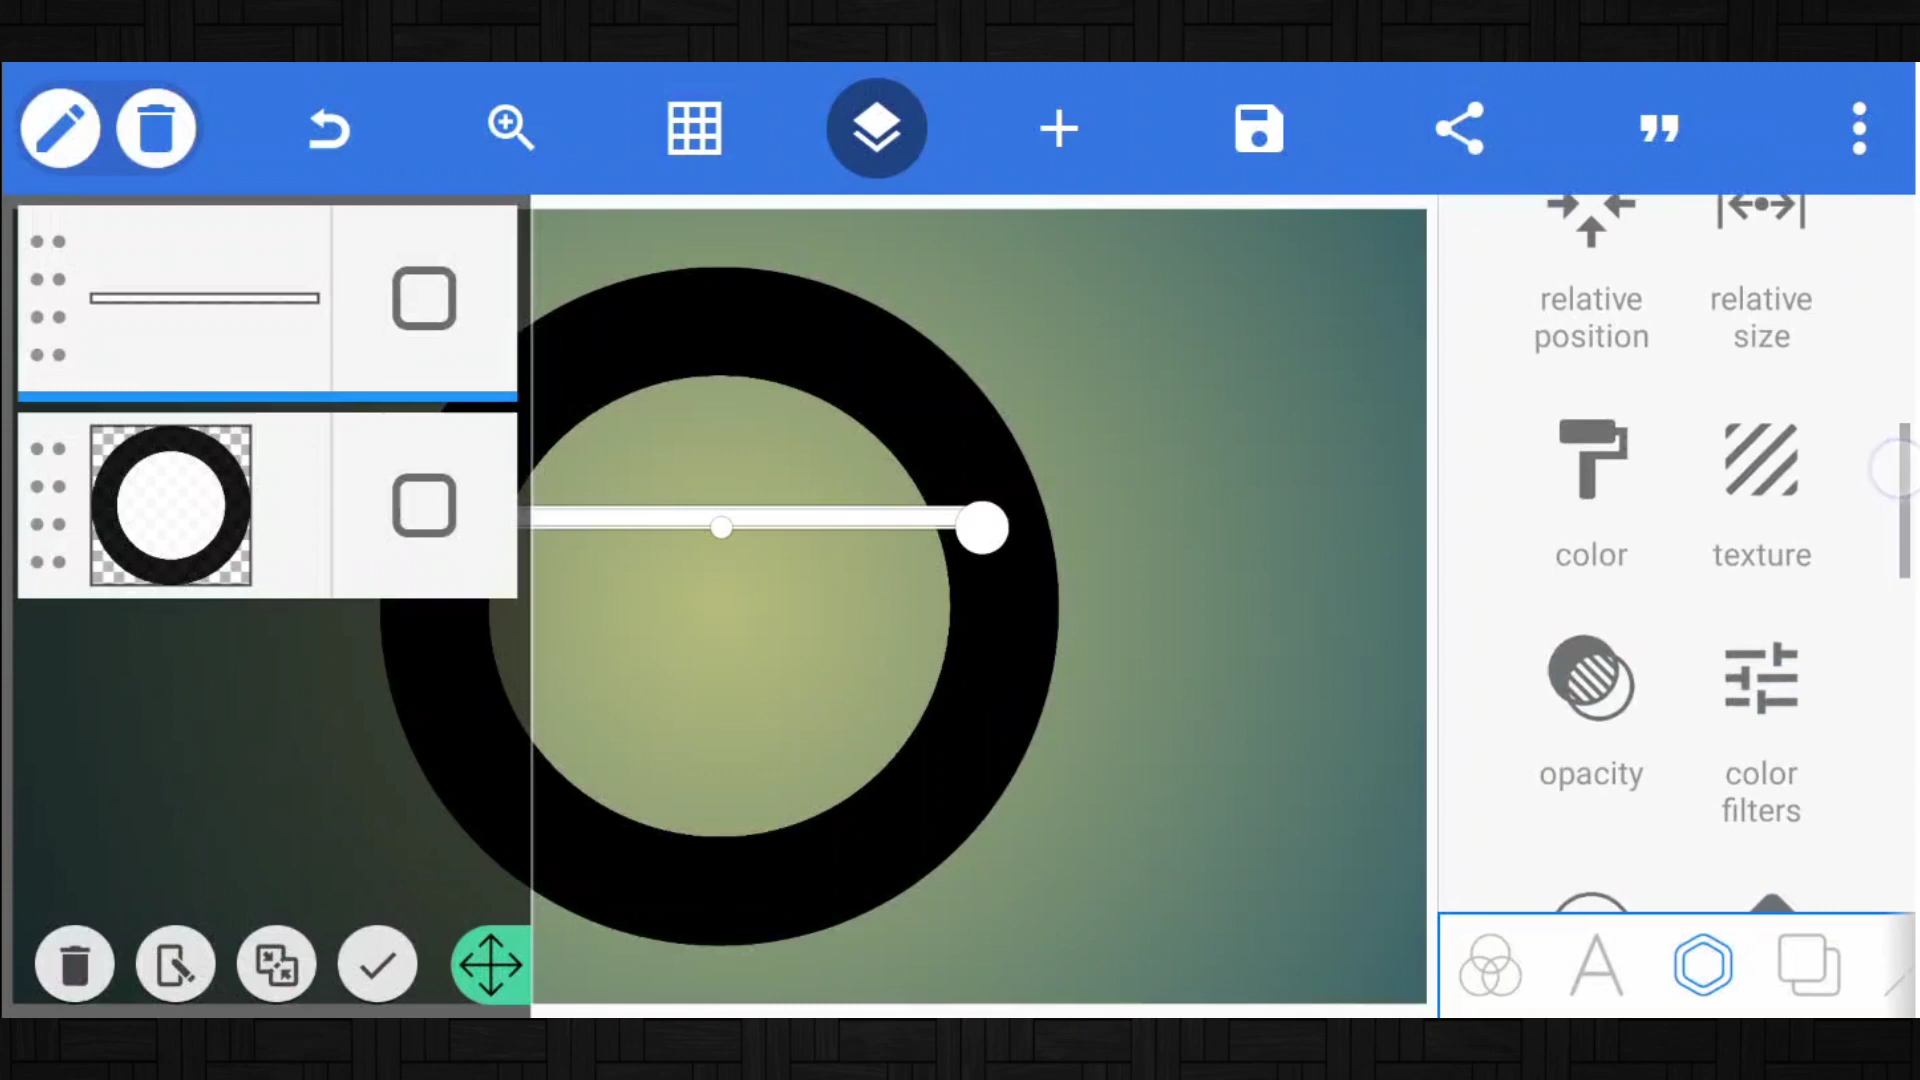 relative
position
relative
size
color
texture
opacity
color
filters